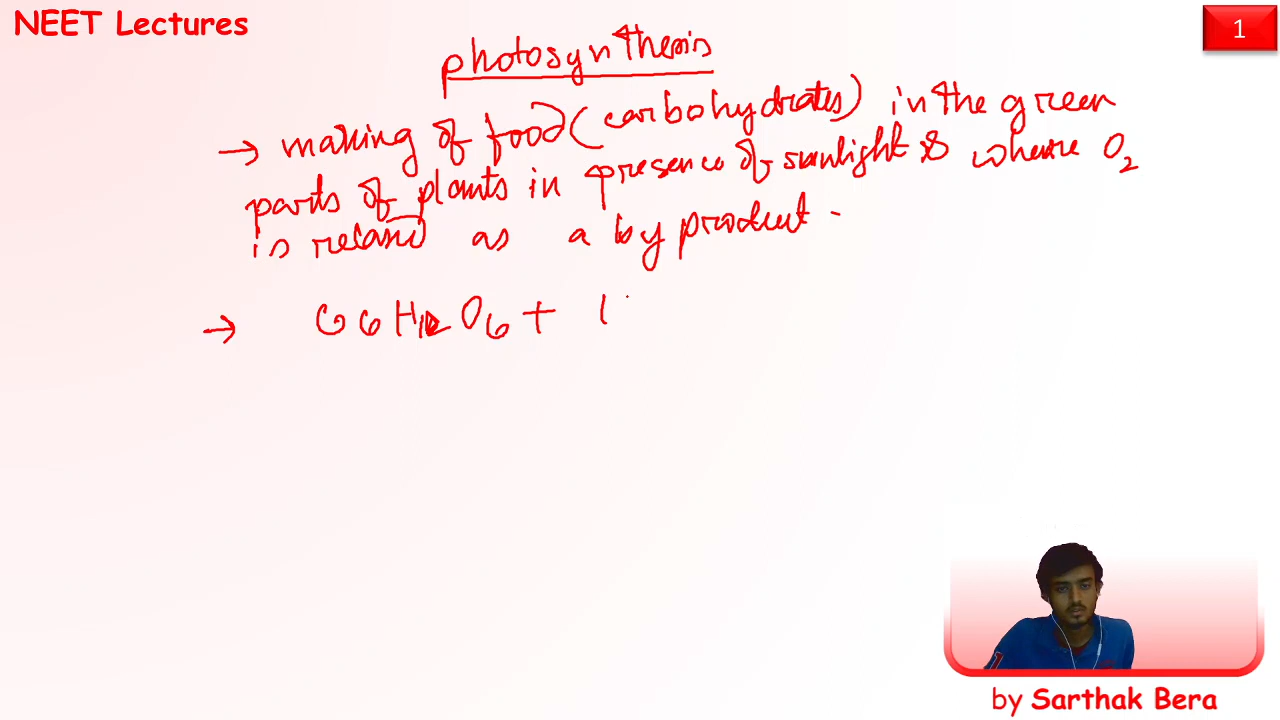 NEET Lectures
1
photosynthesis
→ making of food (carbohydrates) in the green
parts of plants in presence of sunlight & where O2
is as a by product.
→ C6H12O6 +
by Sarthak Bera